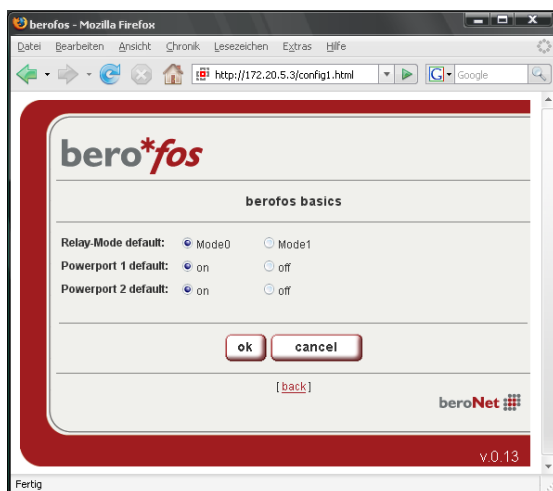 berofos - Mozilla Firefox
Datei Bearbeiten Ansicht Chronik Lesezeichen Extras Hilfe
http://172.20.5.3/config1.html
G Google
bero*fos
berofos basics
Relay-Mode default: Mode0 Mode1
Powerport 1 default: on off
Powerport 2 default: on off
ok cancel
[ back ]
beroNet
v.0.13
Fertig